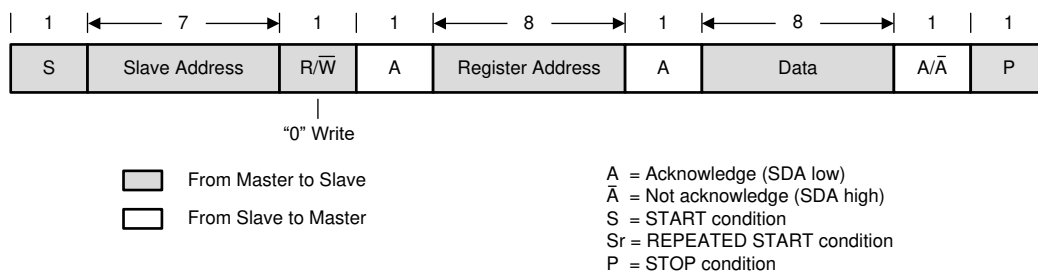 1 7 1 1 8 1 8 1 1
S Slave Address R/W̅ A Register Address A Data A/A̅ P
“0” Write
From Master to Slave
From Slave to Master
A = Acknowledge (SDA low)
A̅ = Not acknowledge (SDA high)
S = START condition
Sr = REPEATED START condition
P = STOP condition